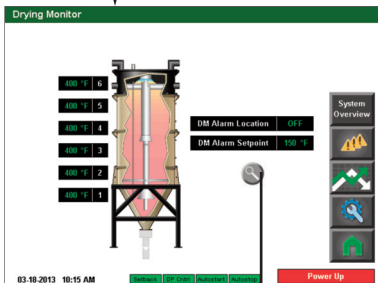 Drying Monitor
400 °F 6
400 °F 5
400 °F 4
400 °F 3
400 °F 2
400 °F 1
DM Alarm Location OFF
DM Alarm Setpoint 150 °F
System
Overview
03-18-2013 10:15 AM
Setback DF Cntrl Autostart Autostop
Power Up